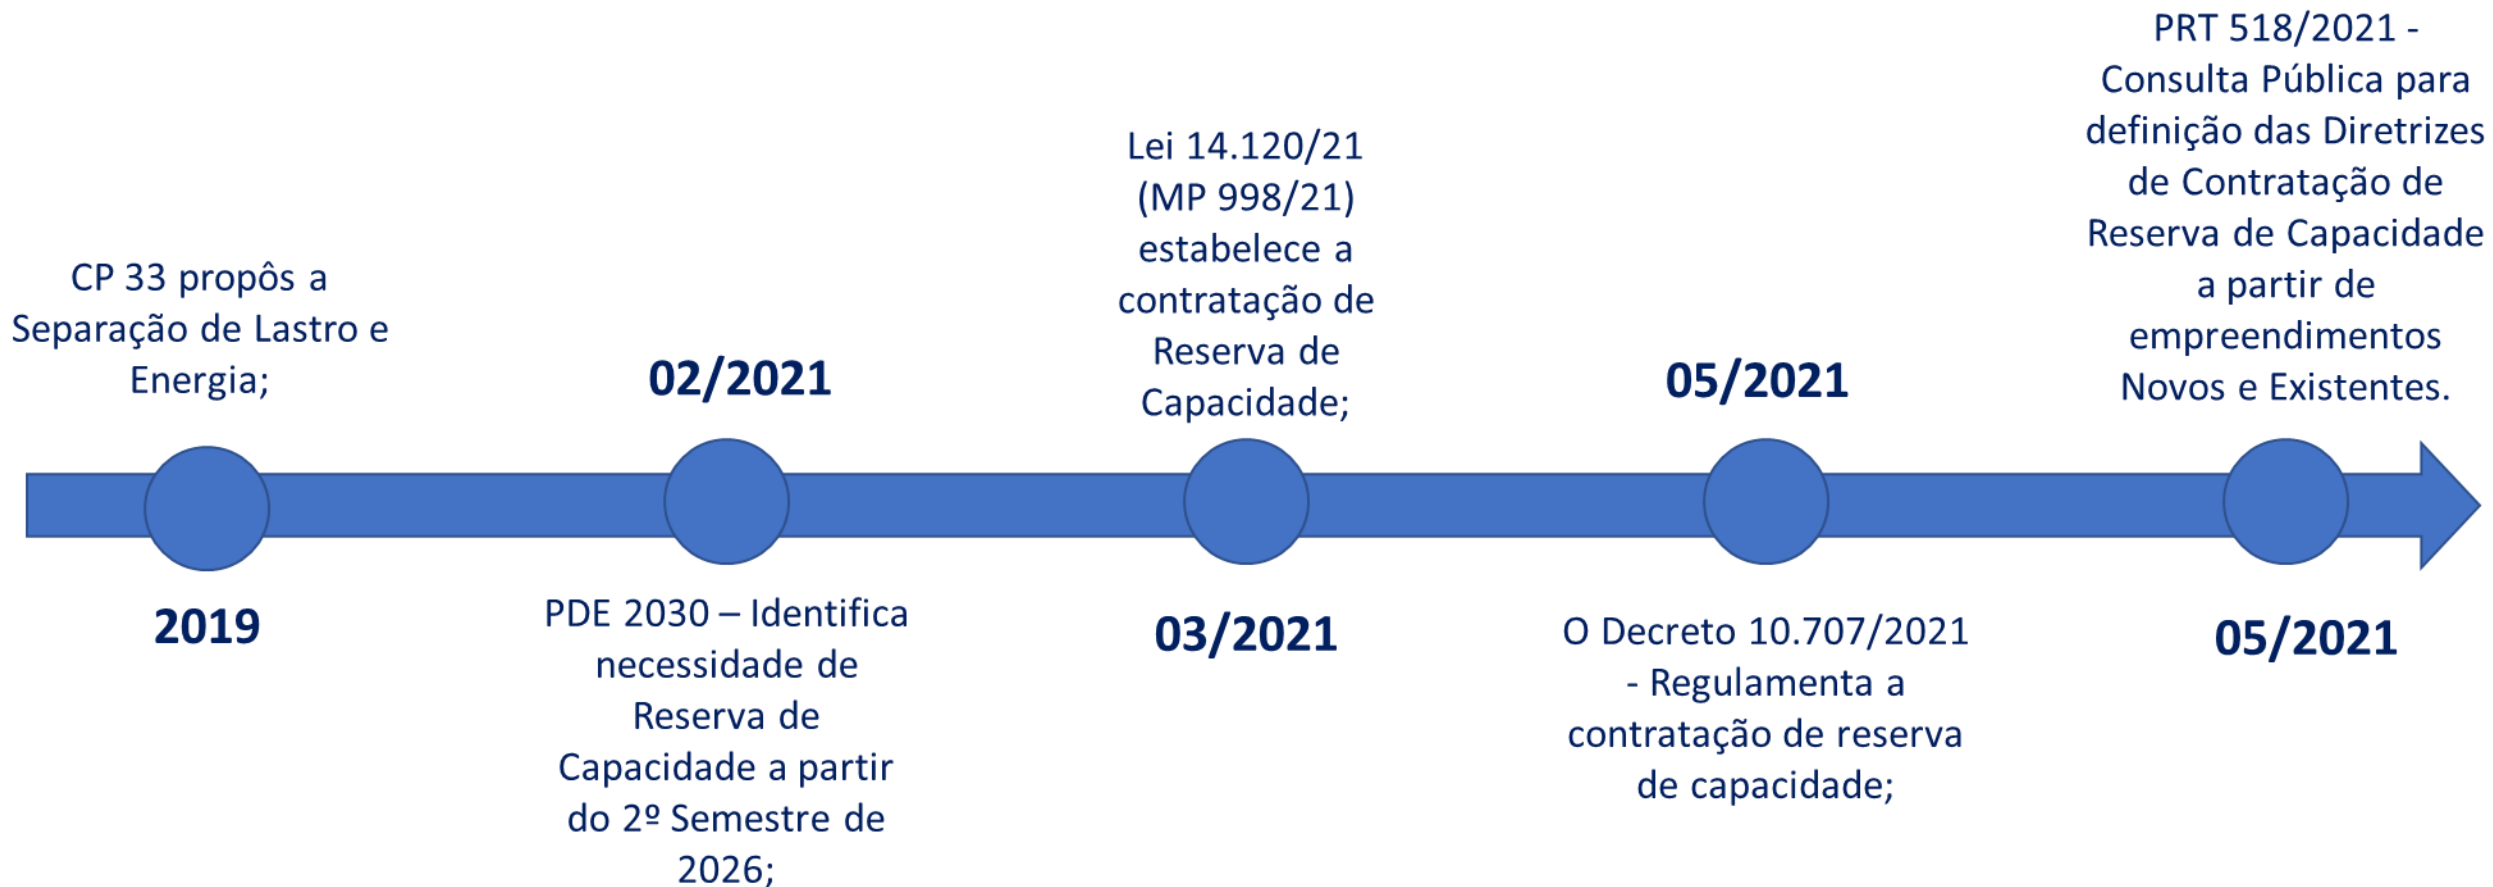 CP 33 propôs a
Separação de Lastro e
Energia;
2019
02/2021
PDE 2030 – Identifica
necessidade de
Reserva de
Capacidade a partir
do 2º Semestre de
2026;
Lei 14.120/21
(MP 998/21)
estabelece a
contratação de
Reserva de
Capacidade;
03/2021
05/2021
O Decreto 10.707/2021
- Regulamenta a
contratação de reserva
de capacidade;
PRT 518/2021 -
Consulta Pública para
definição das Diretrizes
de Contratação de
Reserva de Capacidade
a partir de
empreendimentos
Novos e Existentes.
05/2021